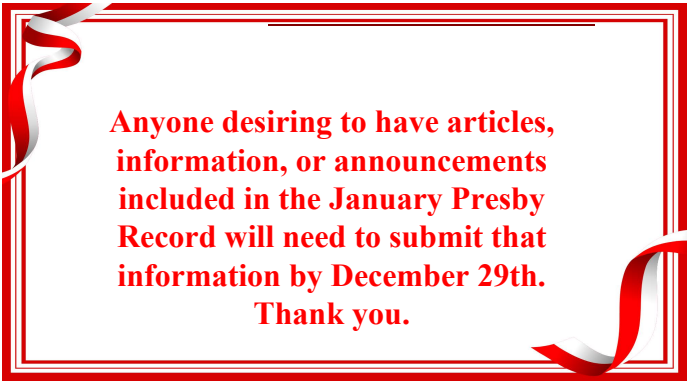 Anyone desiring to have articles,
information, or announcements
included in the January Presby
Record will need to submit that
information by December 29th.
Thank you.